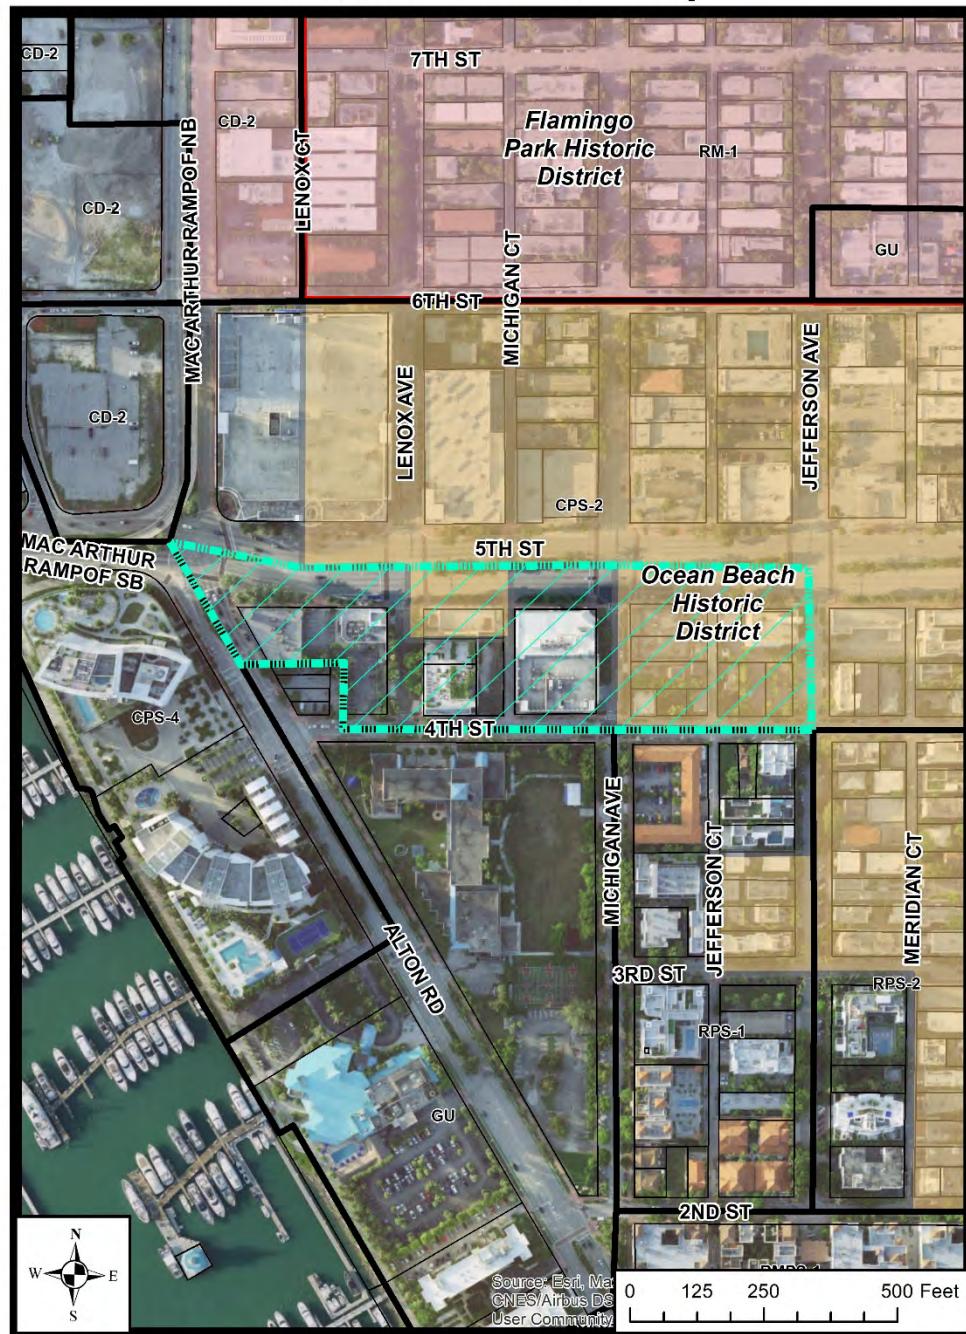 7TH ST
CD-2
CD-2
Flamingo
Park Historic
District
RM-1
LENOX CT
MAC ARTHUR RAMPOF NB
CD-2
MICHIGAN CT
GU
6TH ST
JEFFERSON AVE
LENOX AVE
CD-2
CPS-2
5TH ST
MAC ARTHUR
RAMPOF SB
Ocean Beach
Historic
District
CPS-4
4TH ST
MICHIGAN AVE
JEFFERSON CT
MERIDIAN CT
ALTON RD
3RD ST
RPS-2
RPS-1
GU
2ND ST
N
W E
S
Source: Esri, Ma
CNES/Airbus DS
User Community
0 125 250 500 Feet